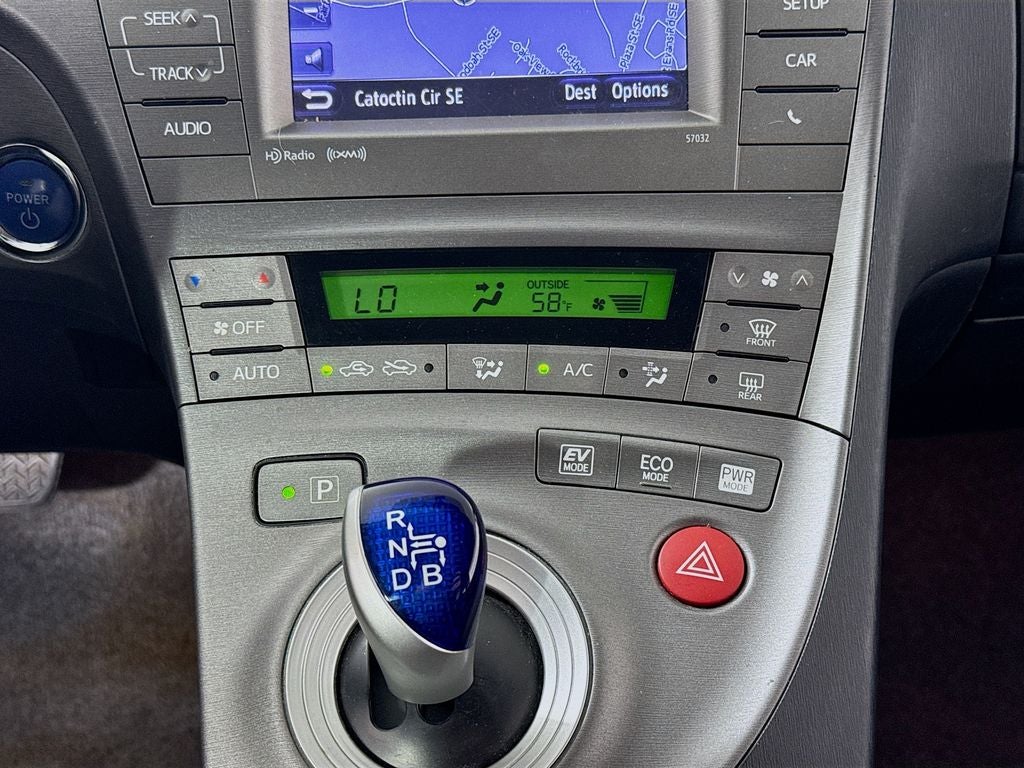 SEEK
TRACK
AUDIO
POWER
Catoctin Cir SE
Dest
Options
HD Radio
((XM))
57032
SETUP
CAR
LO
OUTSIDE
58°F
OFF
AUTO
A/C
FRONT
REAR
P
EV
MODE
ECO
MODE
PWR
MODE
R
N
D B